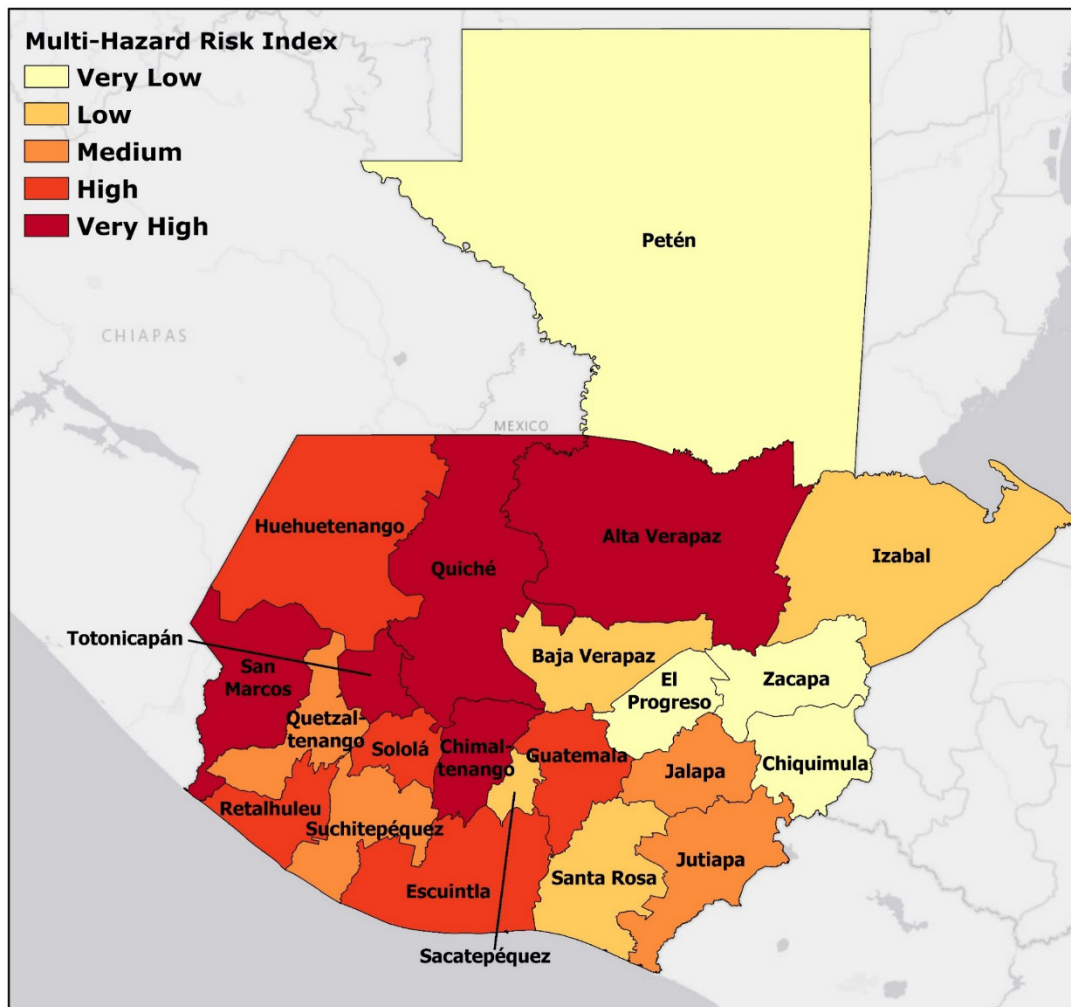 Multi-Hazard Risk Index
Very Low
Low
Medium
High
Very High
Petén
CHIAPAS
MEXICO
Huehuetenango
Alta Verapaz
Quiché
Izabal
Totonicapán
Baja Verapaz
San
Marcos
El
Progreso
Zacapa
Quetzal-
tenango
Sololá
Chimal-
tenango
Guatemala
Jalapa
Chiquimula
Retalhuleu
Suchitepéquez
Jutiapa
Escuintla
Santa Rosa
Sacatepéquez